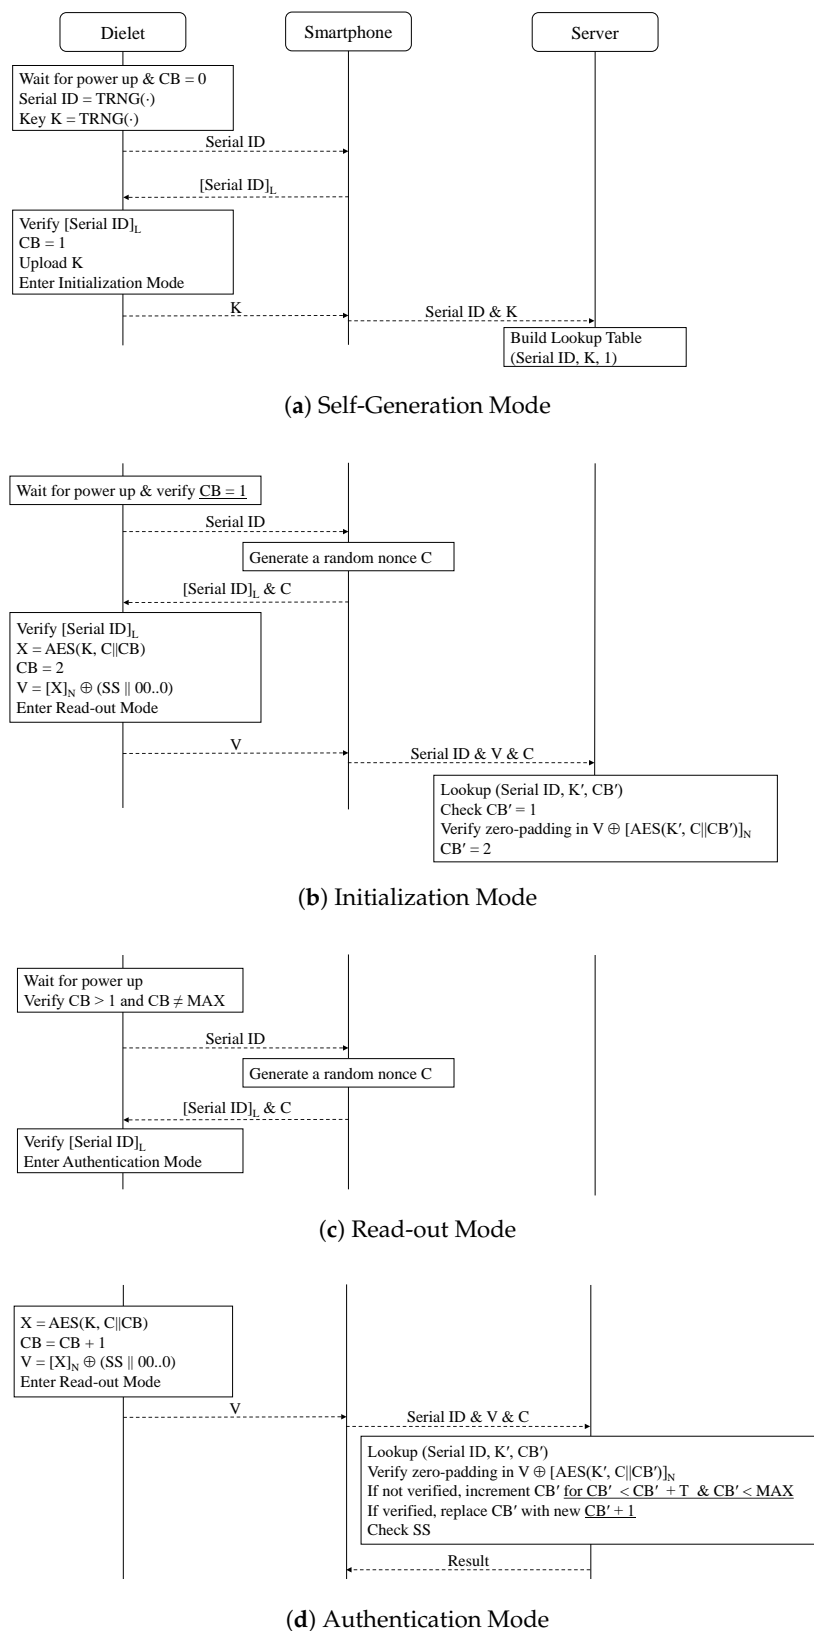 Dielet
Smartphone
Server
Wait for power up & CB = 0
Serial ID = TRNG(·)
Key K = TRNG(·)
Serial ID
[Serial ID]L
Verify [Serial ID]L
CB = 1
Upload K
Enter Initialization Mode
K
Serial ID & K
Build Lookup Table
(Serial ID, K, 1)
(a) Self-Generation Mode
Wait for power up & verify CB = 1
Serial ID
Generate a random nonce C
[Serial ID]L & C
Verify [Serial ID]L
X = AES(K, C||CB)
CB = 2
V = [X]N ⊕ (SS || 00..0)
Enter Read-out Mode
V
Serial ID & V & C
Lookup (Serial ID, K′, CB′)
Check CB′ = 1
Verify zero-padding in V ⊕ [AES(K′, C||CB′)]N
CB′ = 2
(b) Initialization Mode
Wait for power up
Verify CB > 1 and CB ≠ MAX
Serial ID
Generate a random nonce C
[Serial ID]L & C
Verify [Serial ID]L
Enter Authentication Mode
(c) Read-out Mode
X = AES(K, C||CB)
CB = CB + 1
V = [X]N ⊕ (SS || 00..0)
Enter Read-out Mode
V
Serial ID & V & C
Lookup (Serial ID, K′, CB′)
Verify zero-padding in V ⊕ [AES(K′, C||CB′)]N
If not verified, increment CB′ for CB′ < CB′ + T & CB′ < MAX
If verified, replace CB′ with new CB′ + 1
Check SS
Result
(d) Authentication Mode